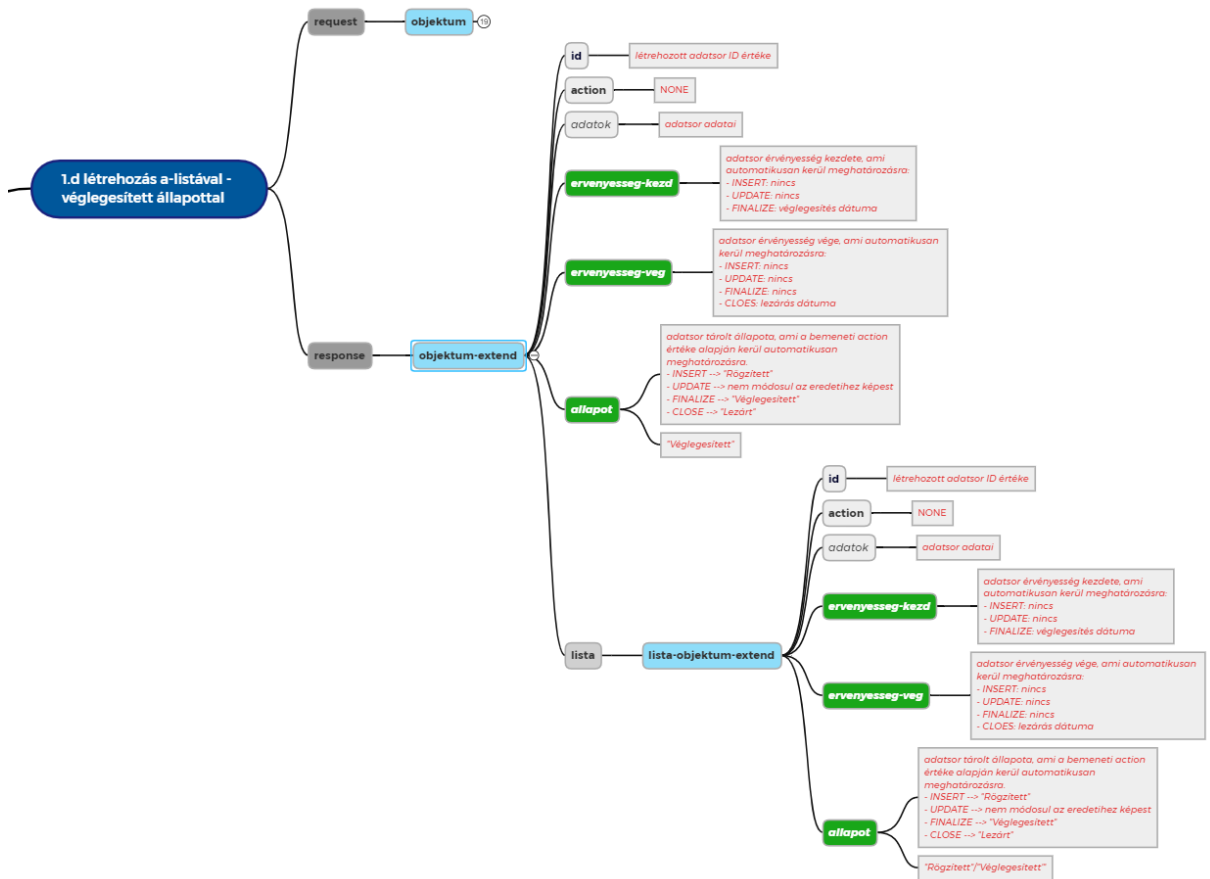 1.d létrehozás a-listával -
véglegesített állapottal
request
objektum
19
response
objektum-extend
id
létrehozott adatsor ID értéke
action
NONE
adatok
adatsor adatai
ervenyesseg-kezd
adatsor érvényesség kezdete, ami
automatikusan kerül meghatározásra:
- INSERT: nincs
- UPDATE: nincs
- FINALIZE: véglegesítés dátuma
ervenyesseg-veg
adatsor érvényesség vége, ami automatikusan
kerül meghatározásra:
- INSERT: nincs
- UPDATE: nincs
- FINALIZE: nincs
- CLOES: lezárás dátuma
allapot
adatsor tárolt állapota, ami a bemeneti action
értéke alapján kerül automatikusan
meghatározásra.
- INSERT --> "Rögzített"
- UPDATE --> nem módosul az eredetihez képest
- FINALIZE --> "Véglegesített"
- CLOSE --> "Lezárt"
"Véglegesített"
lista
lista-objektum-extend
id
létrehozott adatsor ID értéke
action
NONE
adatok
adatsor adatai
ervenyesseg-kezd
adatsor érvényesség kezdete, ami
automatikusan kerül meghatározásra:
- INSERT: nincs
- UPDATE: nincs
- FINALIZE: véglegesítés dátuma
ervenyesseg-veg
adatsor érvényesség vége, ami automatikusan
kerül meghatározásra:
- INSERT: nincs
- UPDATE: nincs
- FINALIZE: nincs
- CLOES: lezárás dátuma
allapot
adatsor tárolt állapota, ami a bemeneti action
értéke alapján kerül automatikusan
meghatározásra.
- INSERT --> "Rögzített"
- UPDATE --> nem módosul az eredetihez képest
- FINALIZE --> "Véglegesített"
- CLOSE --> "Lezárt"
"Rögzített"/"Véglegesített"